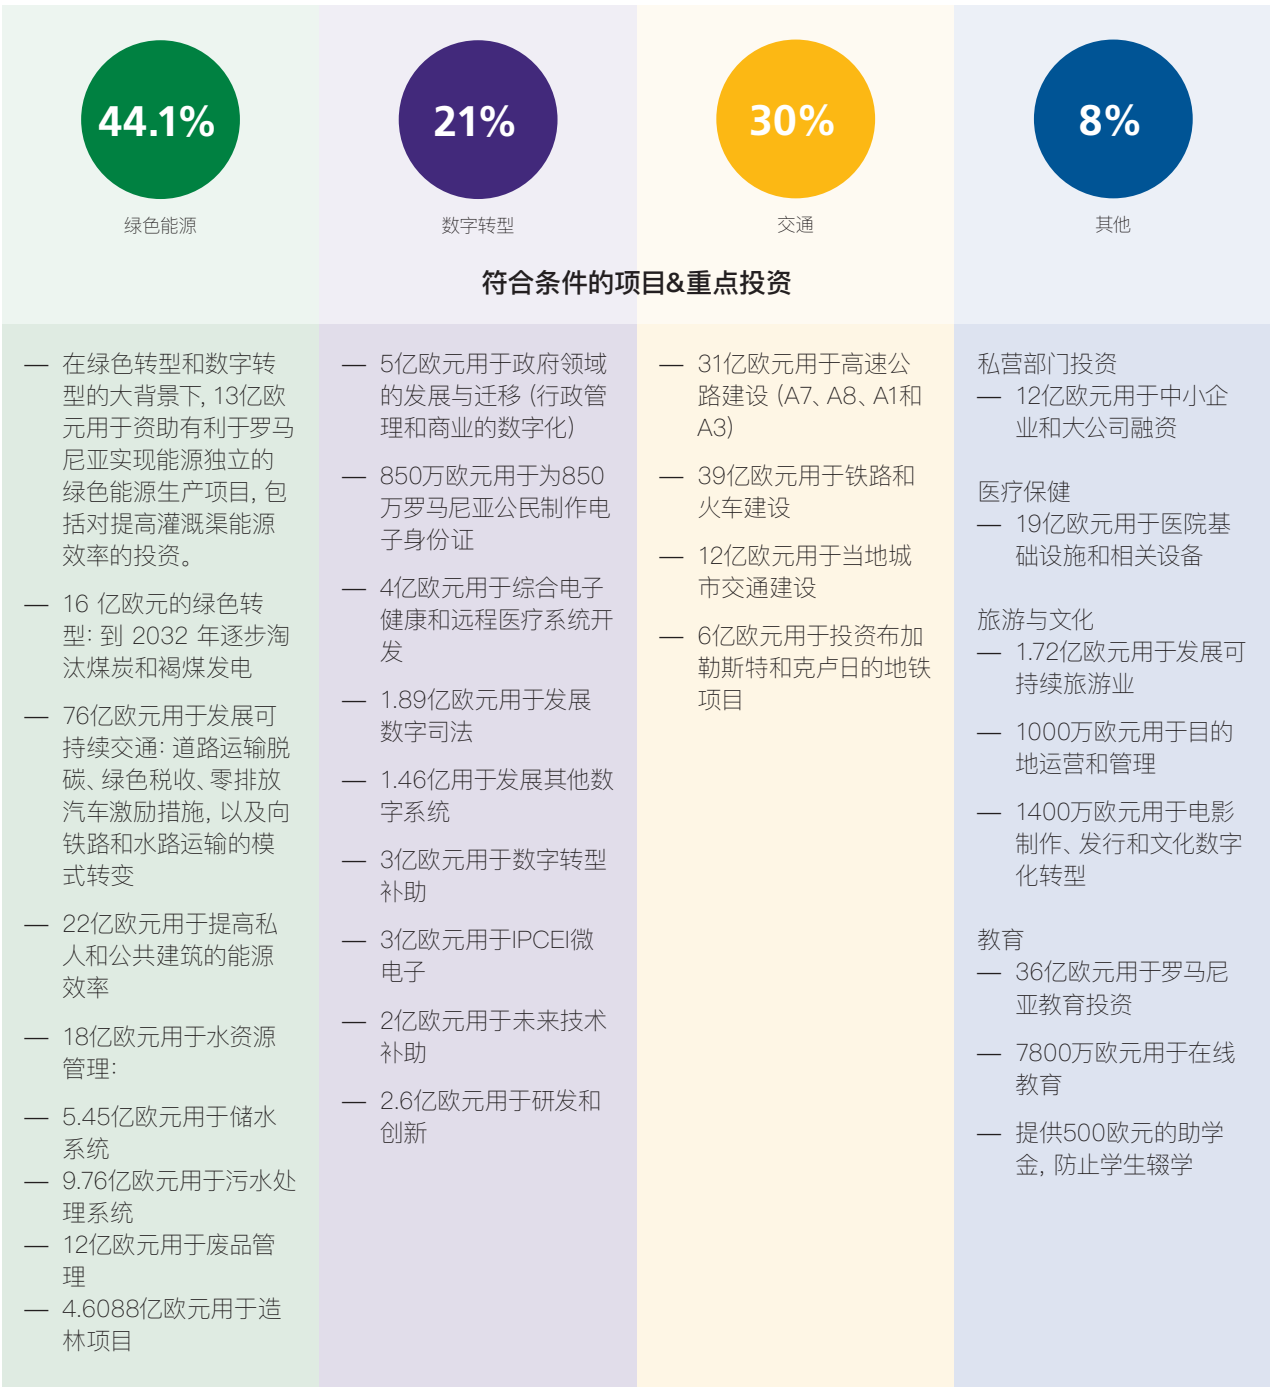 44.1%
绿色能源
21%
数字转型
30%
交通
8%
其他
符合条件的项目&重点投资
— 在绿色转型和数字转
型的大背景下, 13亿欧
元用于资助有利于罗马
尼亚实现能源独立的
绿色能源生产项目, 包
括对提高灌溉渠能源
效率的投资。
— 16 亿欧元的绿色转
型: 到 2032 年逐步淘
汰煤炭和褐煤发电
— 76亿欧元用于发展可
持续交通: 道路运输脱
碳、绿色税收、零排放
汽车激励措施, 以及向
铁路和水路运输的模
式转变
— 22亿欧元用于提高私
人和公共建筑的能源
效率
— 18亿欧元用于水资源
管理:
— 5.45亿欧元用于储水
系统
— 9.76亿欧元用于污水处
理系统
— 12亿欧元用于废品管
理
— 4.6088亿欧元用于造
林项目
— 5亿欧元用于政府领域
的发展与迁移 (行政管
理和商业的数字化)
— 850万欧元用于为850
万罗马尼亚公民制作电
子身份证
— 4亿欧元用于综合电子
健康和远程医疗系统开
发
— 1.89亿欧元用于发展
数字司法
— 1.46亿用于发展其他数
字系统
— 3亿欧元用于数字转型
补助
— 3亿欧元用于IPCEI微
电子
— 2亿欧元用于未来技术
补助
— 2.6亿欧元用于研发和
创新
— 31亿欧元用于高速公
路建设 (A7、A8、A1和
A3)
— 39亿欧元用于铁路和
火车建设
— 12亿欧元用于当地城
市交通建设
— 6亿欧元用于投资布加
勒斯特和克卢日的地铁
项目
私营部门投资
— 12亿欧元用于中小企
业和大公司融资
医疗保健
— 19亿欧元用于医院基
础设施和相关设备
旅游与文化
— 1.72亿欧元用于发展可
持续旅游业
— 1000万欧元用于目的
地运营和管理
— 1400万欧元用于电影
制作、发行和文化数字
化转型
教育
— 36亿欧元用于罗马尼
亚教育投资
— 7800万欧元用于在线
教育
— 提供500欧元的助学
金, 防止学生辍学